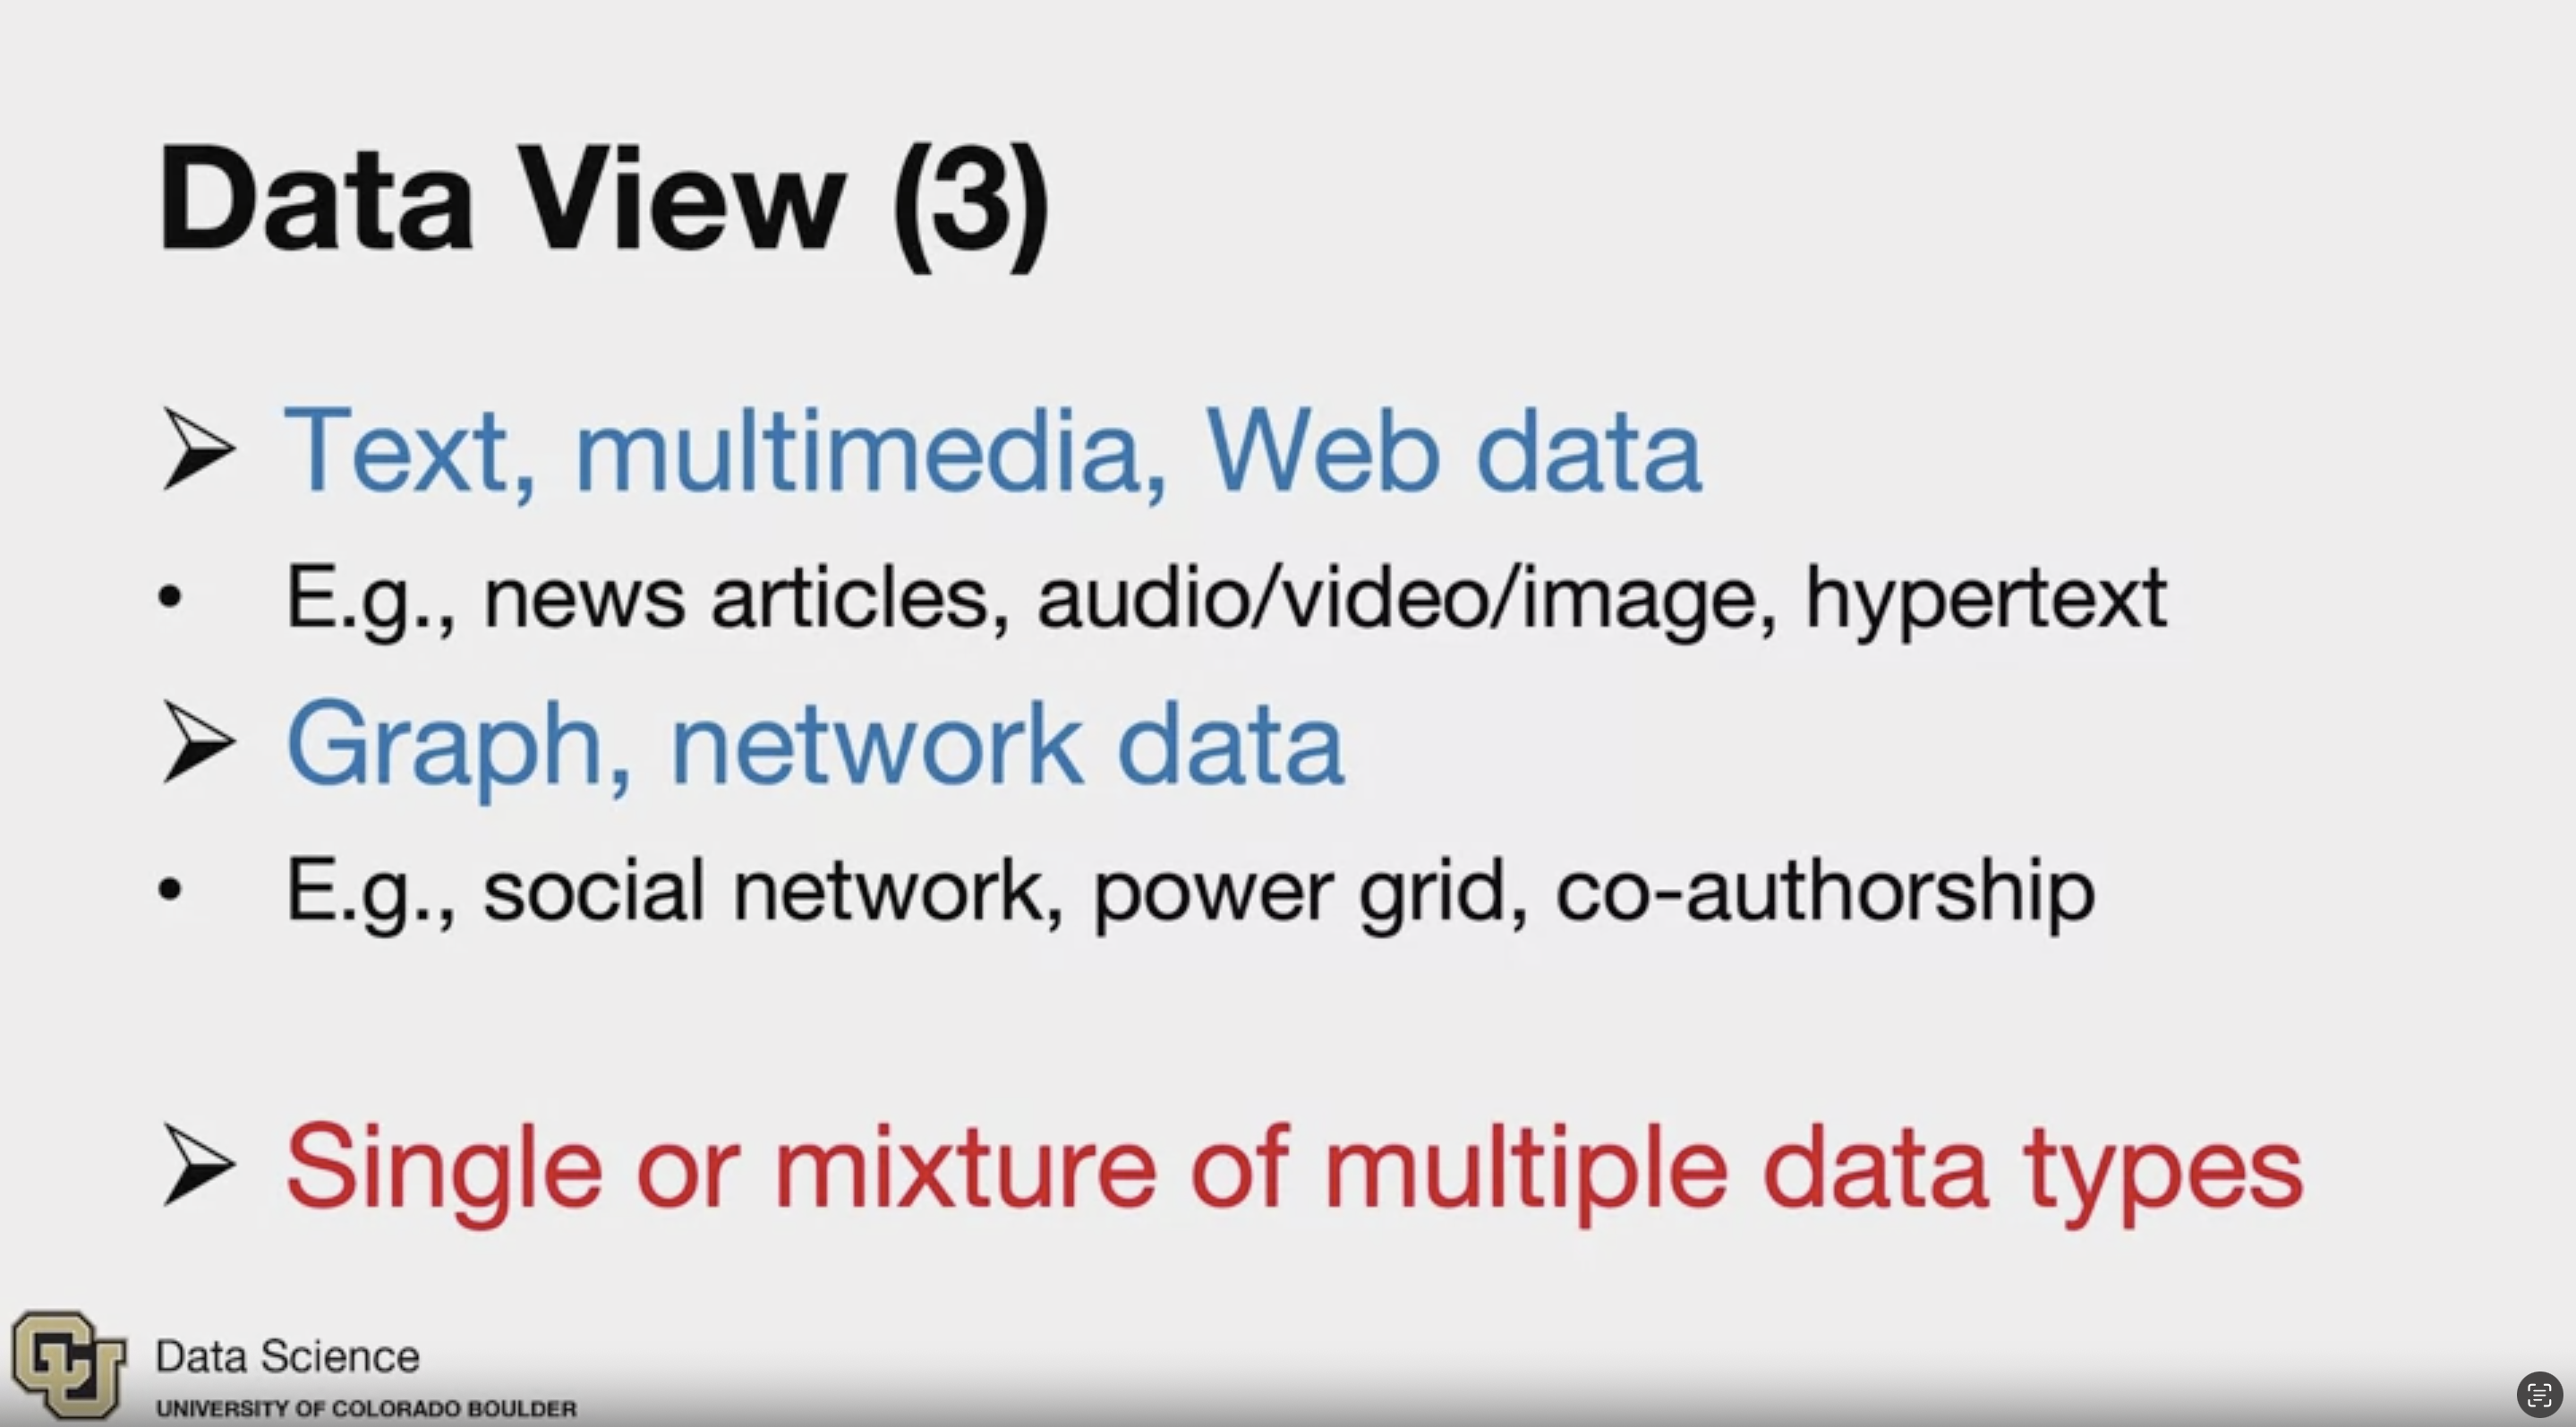 Data View (3)
➢ Text, multimedia, Web data
• E.g., news articles, audio/video/image, hypertext
➢ Graph, network data
• E.g., social network, power grid, co-authorship
➢ Single or mixture of multiple data types
CU
Data Science
UNIVERSITY OF COLORADO BOULDER